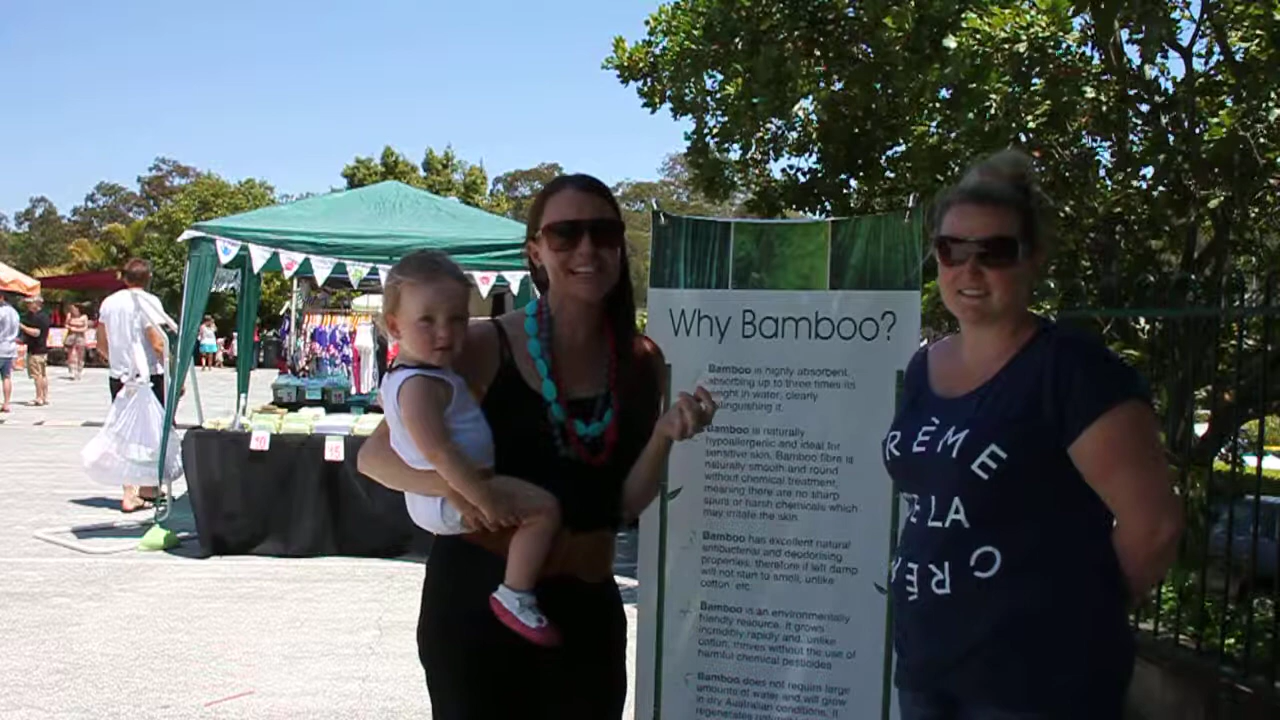 Why Bamboo?
Bamboo is highly absorbent,
absorbing up to three times its
weight in water, clearly
distinguishing it.
Bamboo is naturally
hypoallergenic and ideal for
sensitive skin. Bamboo fibre is
naturally smooth and round
without chemical treatment,
meaning there are no sharp
spurs or harsh chemicals which
may irritate the skin.
Bamboo has excellent natural
antibacterial and deodorising
properties, therefore if left damp
will not start to smell, unlike
cotton, etc.
Bamboo is an environmentally
friendly resource. It grows
incredibly rapidly and, unlike
cotton, thrives without the use of
harmful chemical pesticides
Bamboo does not require large
amounts of water and will grow
in dry Australian conditions. It
regenerates
RÈME
DE LA
CRÈ
10
15